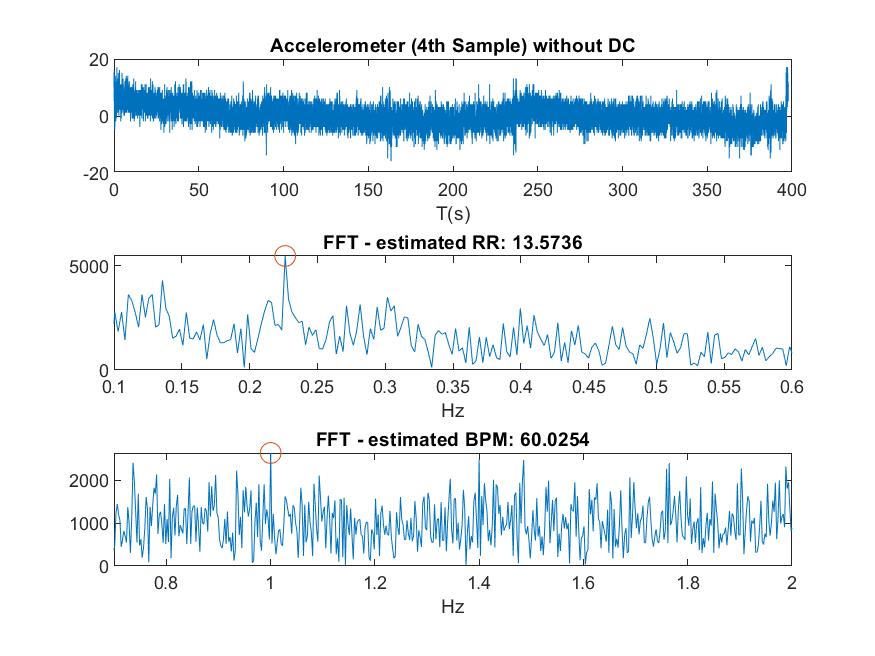 Accelerometer (4th Sample) without DC
20
0
-20
0 50 100 150 200 250 300 350 400
T(s)
FFT - estimated RR: 13.5736
5000
0
0.1 0.15 0.2 0.25 0.3 0.35 0.4 0.45 0.5 0.55 0.6
Hz
FFT - estimated BPM: 60.0254
2000
1000
0
0.8 1 1.2 1.4 1.6 1.8 2
Hz